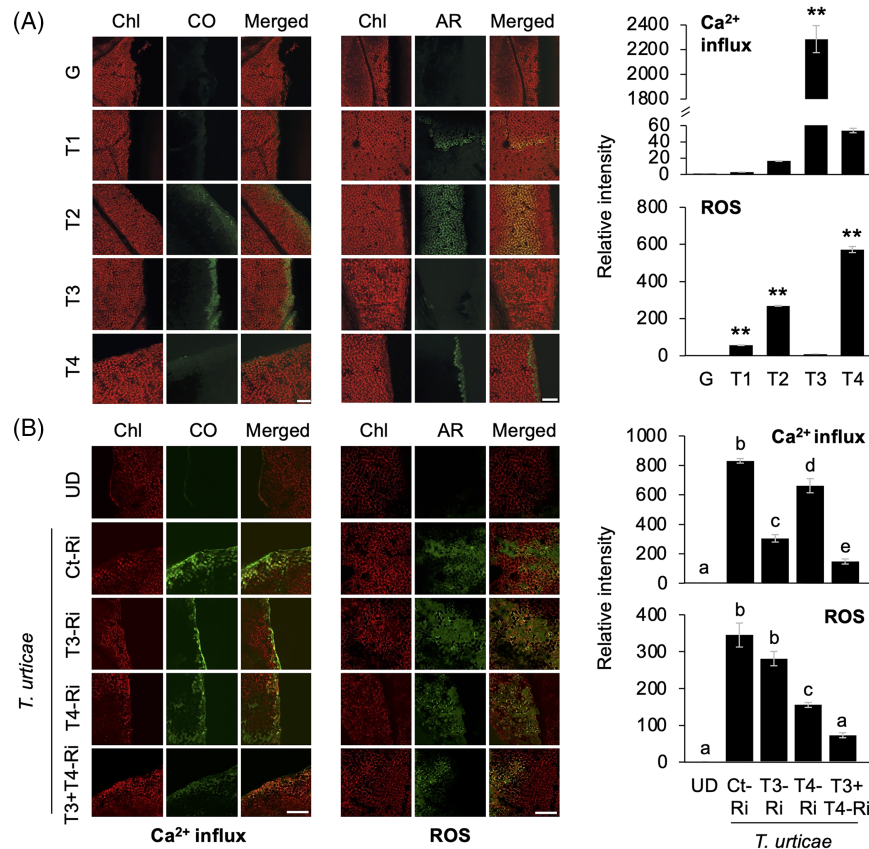 (A)
Chl CO Merged
Chl AR Merged
G
T1
T2
T3
T4
Ca²⁺
influx
**
2400
2200
2000
1800
1600
60
40
20
0
Relative intensity
ROS
800
600
400
200
0
**
**
**
G T1 T2 T3 T4
(B)
Chl CO Merged
Chl AR Merged
UD
Ct-Ri
T3-Ri
T4-Ri
T3+T4-Ri
T. urticae
Ca²⁺ influx
ROS
Ca²⁺ influx
1000
800
600
400
200
0
a b c d e
Relative intensity
ROS
400
300
200
100
0
a b b c a
UD Ct-Ri T3-Ri T4-Ri T3+T4-Ri
T. urticae